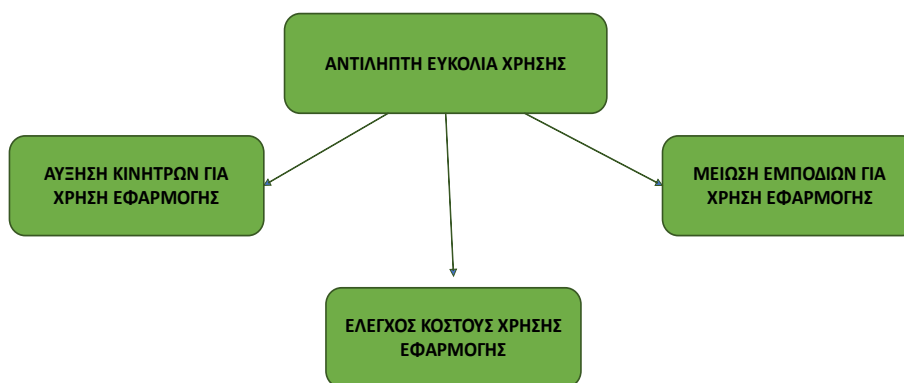 ΑΝΤΙΛΗΠΤΗ ΕΥΚΟΛΙΑ ΧΡΗΣΗΣ
ΑΥΞΗΣΗ ΚΙΝΗΤΡΩΝ ΓΙΑ
ΧΡΗΣΗ ΕΦΑΡΜΟΓΗΣ
ΜΕΙΩΣΗ ΕΜΠΟΔΙΩΝ ΓΙΑ
ΧΡΗΣΗ ΕΦΑΡΜΟΓΗΣ
ΕΛΕΓΧΟΣ ΚΟΣΤΟΥΣ ΧΡΗΣΗΣ
ΕΦΑΡΜΟΓΗΣ